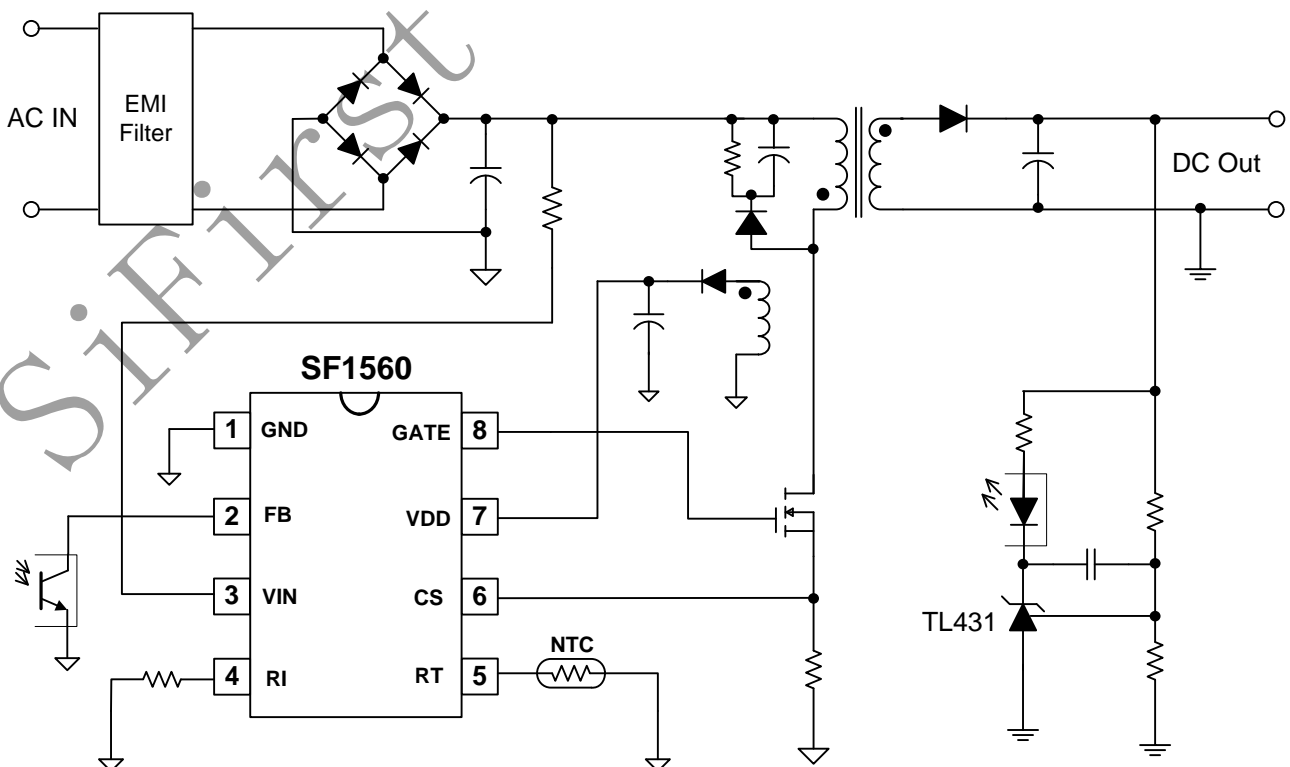 SiFirst
AC IN
EMI
Filter
DC Out
SF1560
1 GND
GATE 8
2 FB
VDD 7
3 VIN
CS 6
4 RI
RT 5
NTC
TL431